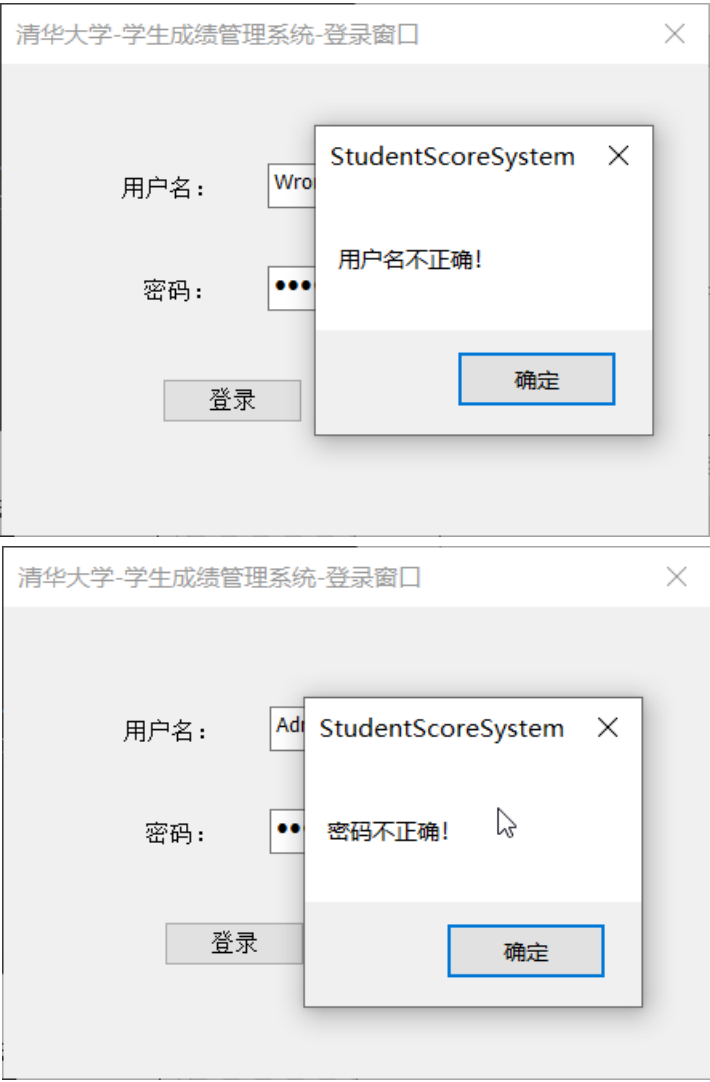 清华大学-学生成绩管理系统-登录窗口
StudentScoreSystem
用户名：
Wro
用户名不正确!
密码：
确定
登录
清华大学-学生成绩管理系统-登录窗口
StudentScoreSystem
用户名：
Ad
密码不正确!
密码：
登录
确定